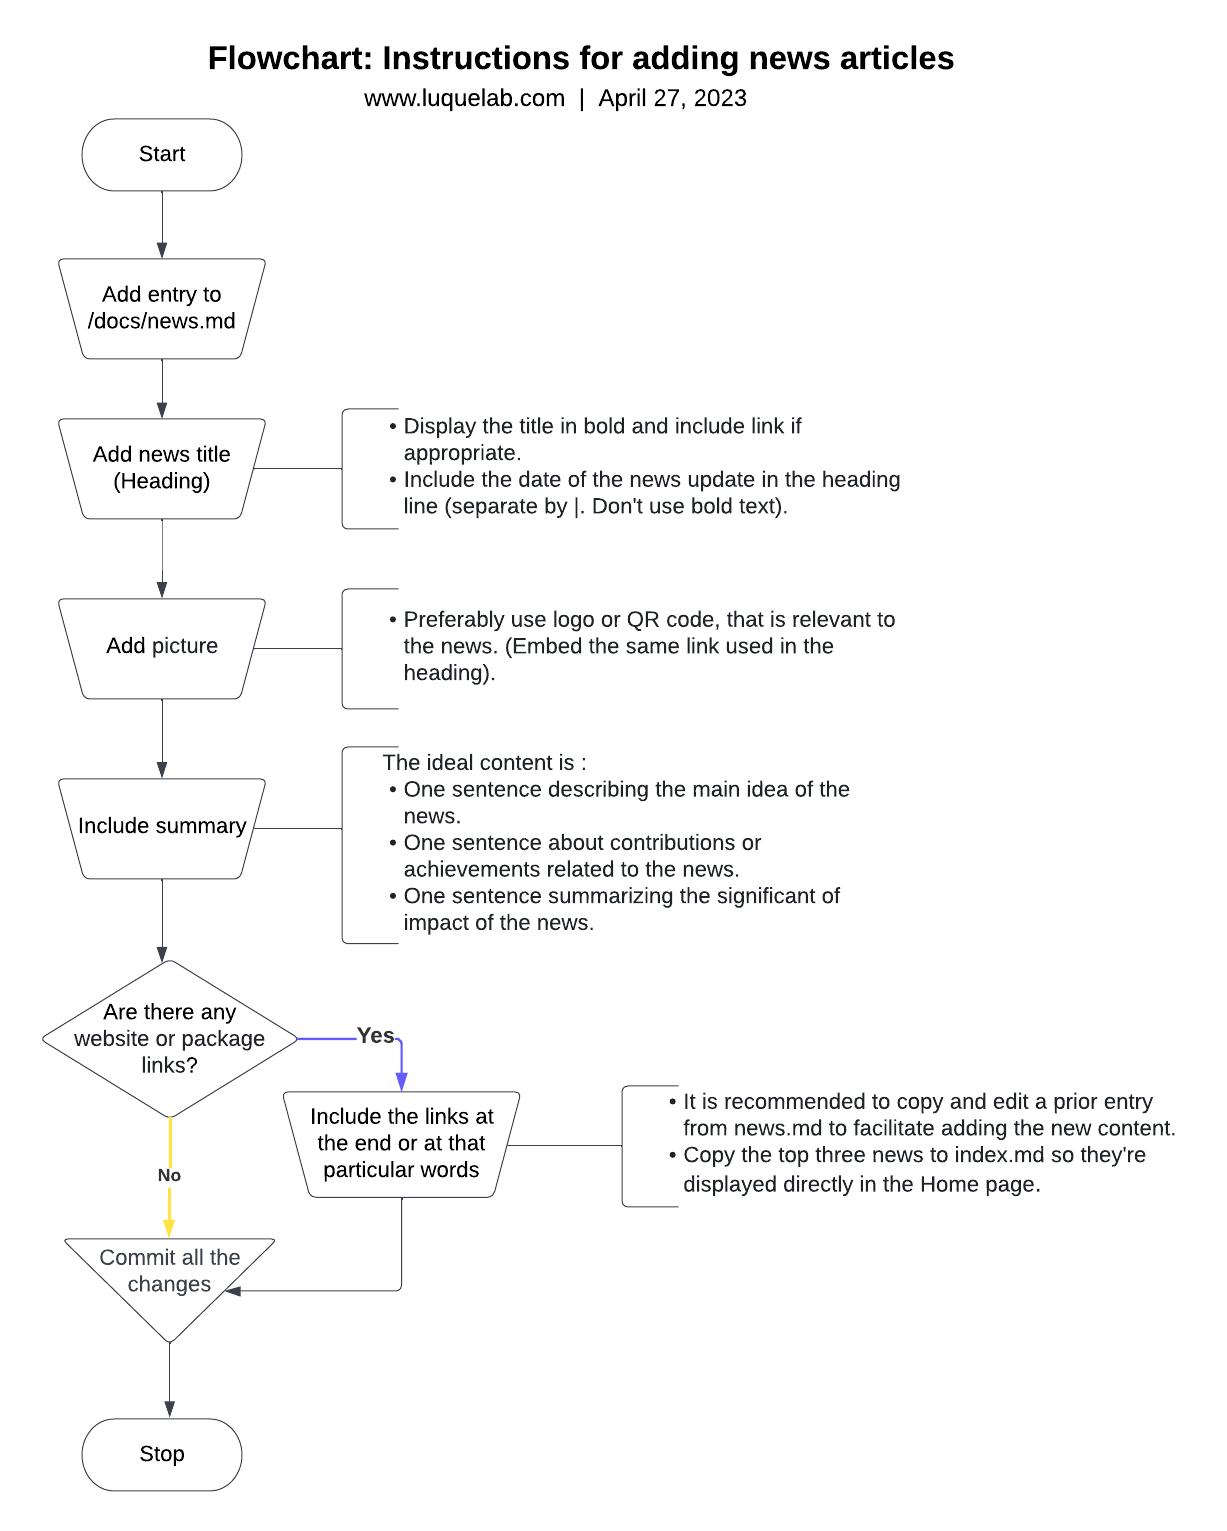 Flowchart: Instructions for adding news articles
www.luquelab.com | April 27, 2023
Start
Add entry to
/docs/news.md
Add news title
(Heading)
• Display the title in bold and include link if
appropriate.
• Include the date of the news update in the heading
line (separate by |. Don't use bold text).
Add picture
• Preferably use logo or QR code, that is relevant to
the news. (Embed the same link used in the
heading).
Include summary
The ideal content is :
• One sentence describing the main idea of the
news.
• One sentence about contributions or
achievements related to the news.
• One sentence summarizing the significant of
impact of the news.
Are there any
website or package
links?
Yes
Include the links at
the end or at that
particular words
• It is recommended to copy and edit a prior entry
from news.md to facilitate adding the new content.
• Copy the top three news to index.md so they're
displayed directly in the Home page.
No
Commit all the
changes
Stop